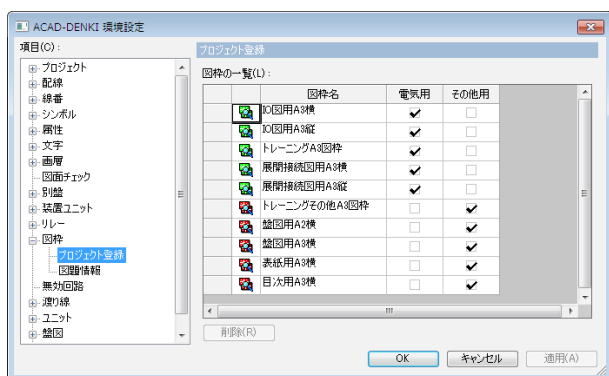 ACAD-DENKI 環境設定
項目(C):
プロジェクト
配線
線番
シンボル
属性
文字
画層
図面チェック
別盤
装置ユニット
リレー
図枠
プロジェクト登録
図題情報
無効回路
渡り線
ユニット
盤図
プロジェクト登録
図枠の一覧(L):
図枠名 電気用 その他用
IO図用A3横
IO図用A3縦
トレーニングA3図枠
展開接続図用A3横
展開接続図用A3縦
トレーニングその他A3図枠
盤図用A2横
盤図用A3横
表紙用A3横
目次用A3横
削除(R)
OK キャンセル 適用(A)